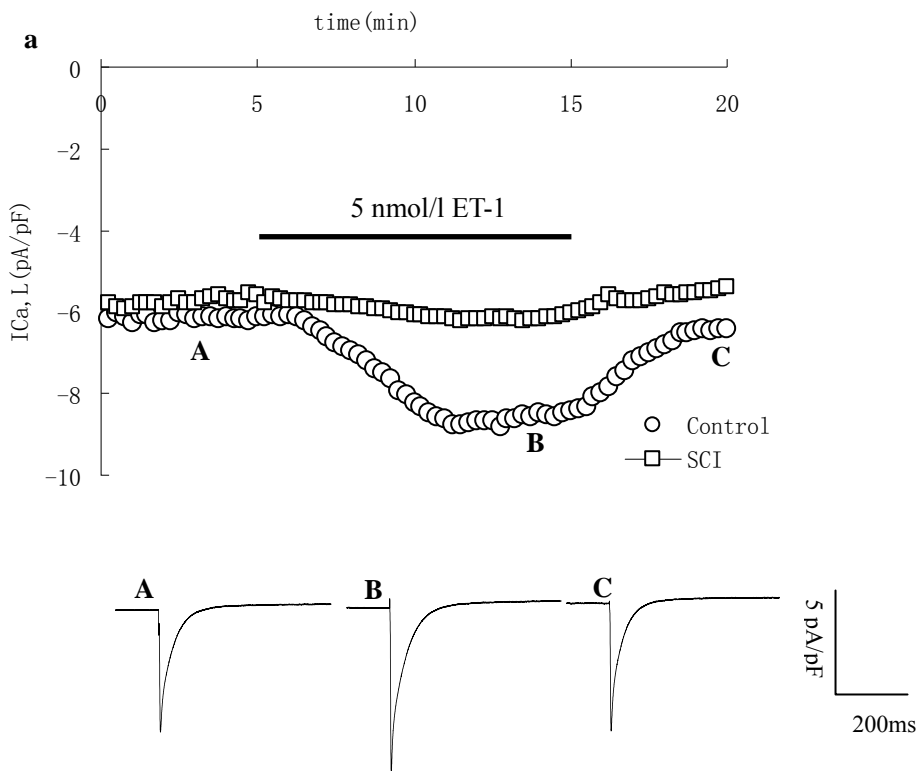 time(min)
a
0
0 5 10 15 20
-2
-4
-6
-8
-10
ICa, L(pA/pF)
5 nmol/l ET-1
A
B
C
Control
SCI
A B C
5 pA/pF
200ms